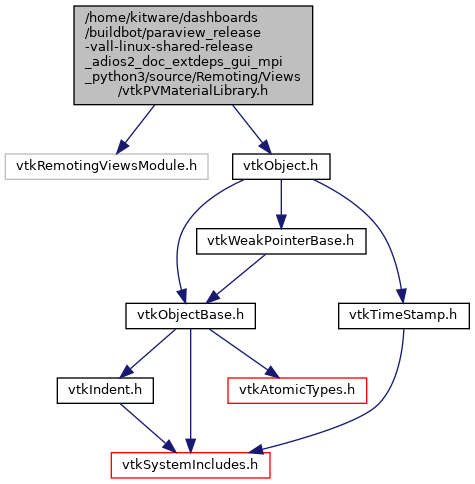 /home/kitware/dashboards
/buildbot/paraview_release
-vall-linux-shared-release
_adios2_doc_extdeps_gui_mpi
_python3/source/Remoting/Views
/vtkPVMaterialLibrary.h
vtkRemotingViewsModule.h
vtkObject.h
vtkWeakPointerBase.h
vtkObjectBase.h
vtkTimeStamp.h
vtkIndent.h
vtkAtomicTypes.h
vtkSystemIncludes.h